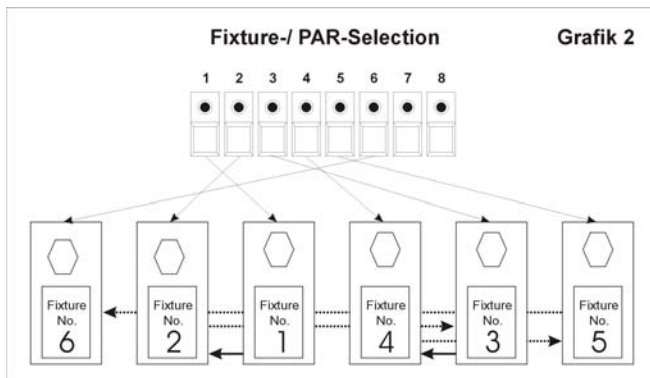 Fixture-/ PAR-Selection
Grafik 2
1 2 3 4 5 6 7 8
Fixture No. 6
Fixture No. 2
Fixture No. 1
Fixture No. 4
Fixture No. 3
Fixture No. 5